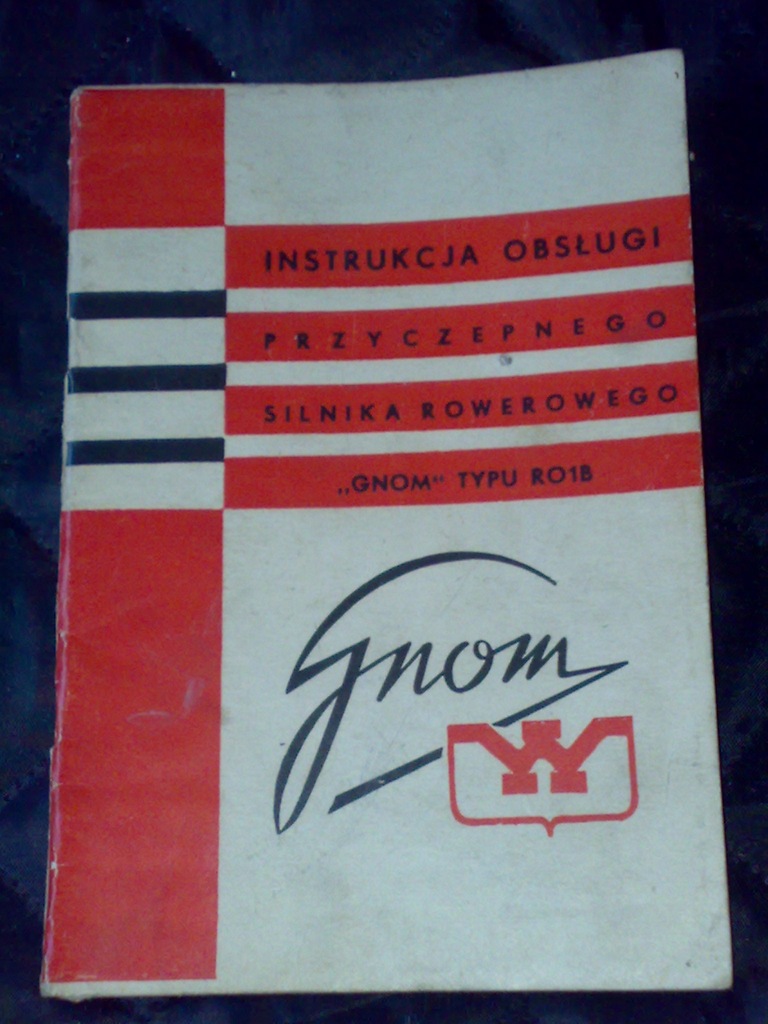 INSTRUKCJA OBSŁUGI
PRZYCZEPNEGO
SILNIKA ROWEROWEGO
„GNOM“ TYPU RO1B
Gnom
W